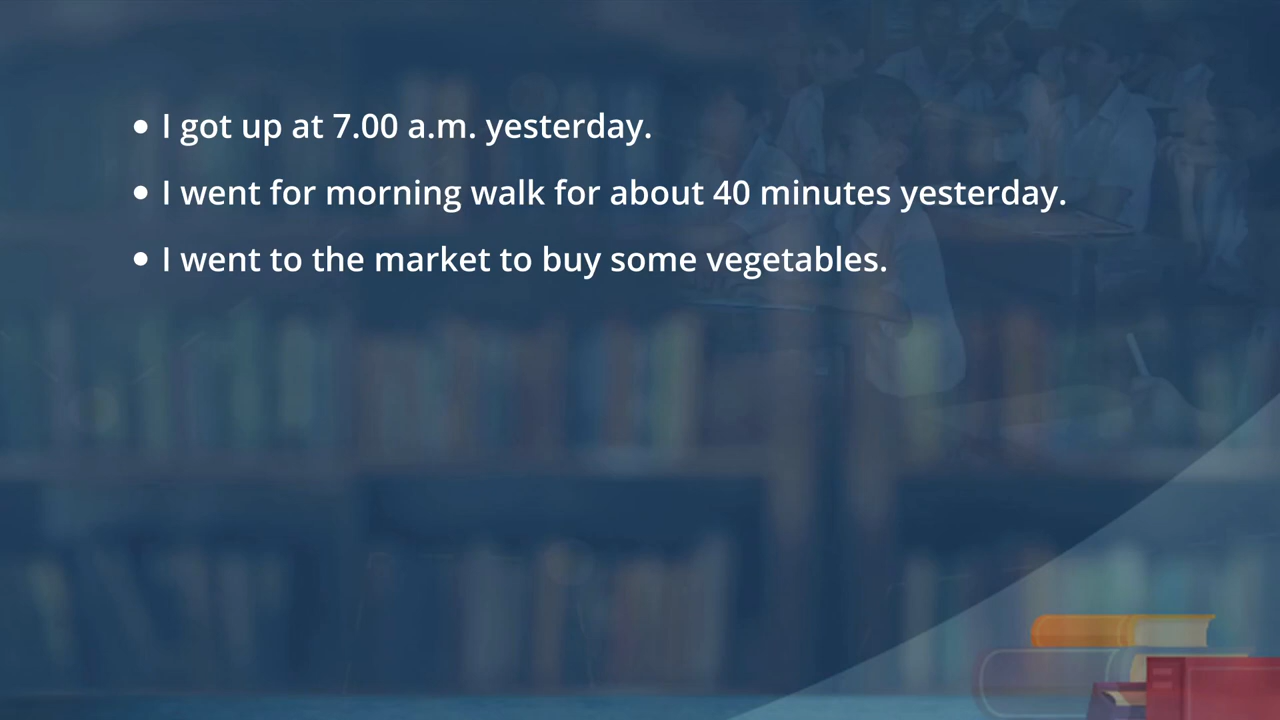 • I got up at 7.00 a.m. yesterday.
• I went for morning walk for about 40 minutes yesterday.
• I went to the market to buy some vegetables.